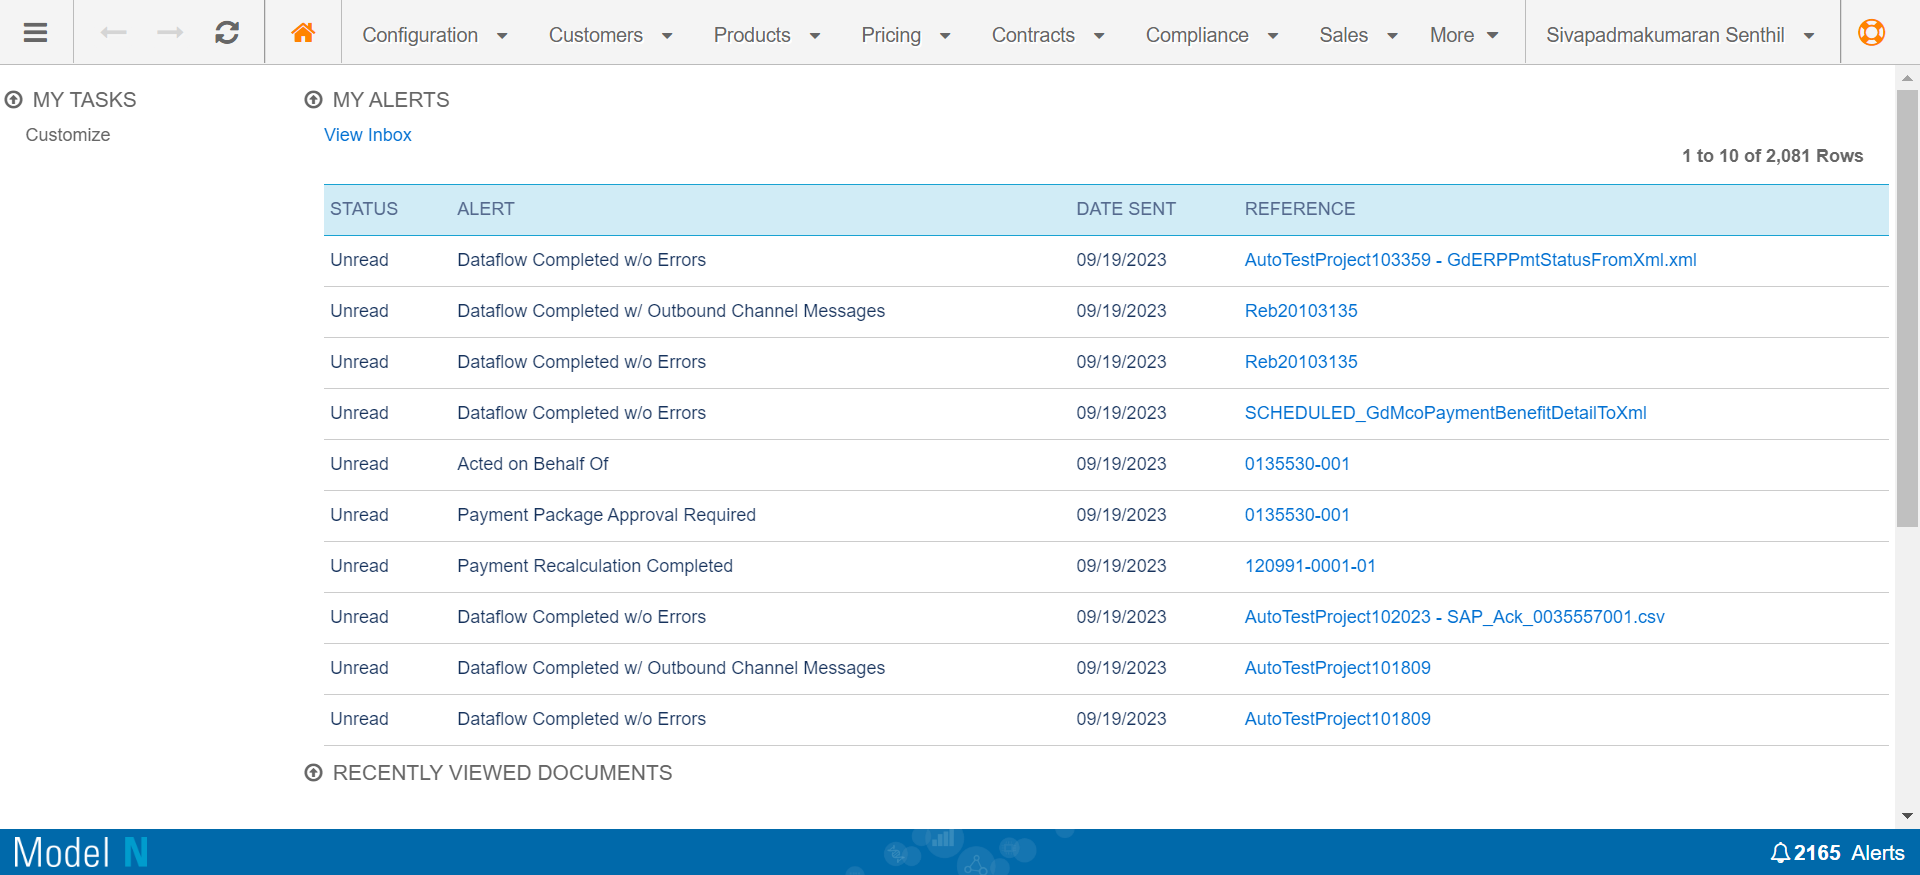 Configuration Customers Products Pricing Contracts Compliance Sales More Sivapadmakumaran Senthil
MY TASKS
Customize
MY ALERTS
View Inbox
1 to 10 of 2,081 Rows
STATUS ALERT DATE SENT REFERENCE
Unread Dataflow Completed w/o Errors 09/19/2023 AutoTestProject103359 - GdERPPmtStatusFromXml.xml
Unread Dataflow Completed w/ Outbound Channel Messages 09/19/2023 Reb20103135
Unread Dataflow Completed w/o Errors 09/19/2023 Reb20103135
Unread Dataflow Completed w/o Errors 09/19/2023 SCHEDULED_GdMcoPaymentBenefitDetailToXml
Unread Acted on Behalf Of 09/19/2023 0135530-001
Unread Payment Package Approval Required 09/19/2023 0135530-001
Unread Payment Recalculation Completed 09/19/2023 120991-0001-01
Unread Dataflow Completed w/o Errors 09/19/2023 AutoTestProject102023 - SAP_Ack_0035557001.csv
Unread Dataflow Completed w/ Outbound Channel Messages 09/19/2023 AutoTestProject101809
Unread Dataflow Completed w/o Errors 09/19/2023 AutoTestProject101809
RECENTLY VIEWED DOCUMENTS
Model N
2165 Alerts